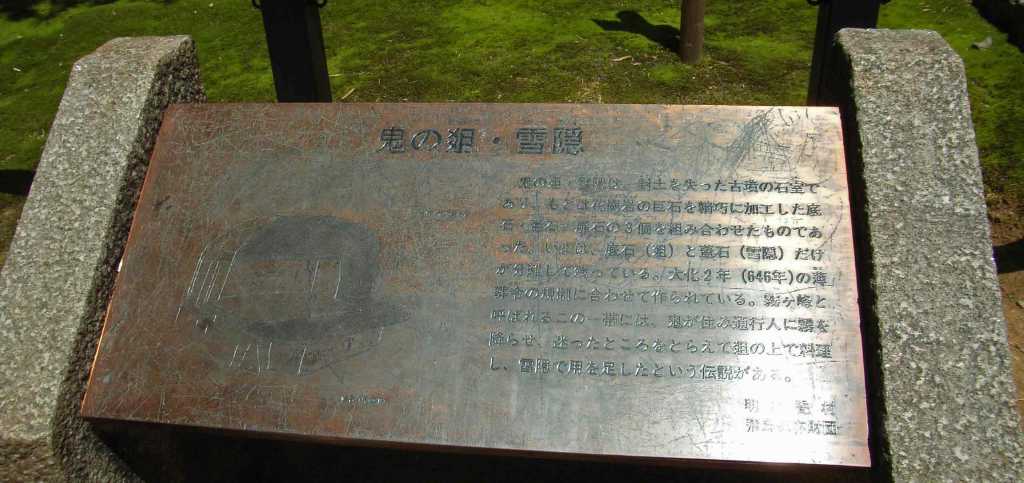 鬼の俎・雪隠
鬼の俎・雪隠は、封土を失った古墳の石室で
あり、もとは花崗岩の巨石を精巧に加工した底
石・蓋石・扉石の3個を組み合わせたものであ
った。いまは、底石（俎）と蓋石（雪隠）だけ
が分離して残っている。大化2年（646年）の薄
葬令の規制に合わせて作られている。霧ヶ峰と
呼ばれるこの一帯には、鬼が住み通行人に霧を
降らせ、迷ったところをとらえて俎の上で料理
し、雪隠で用を足したという伝説がある。
明日香村